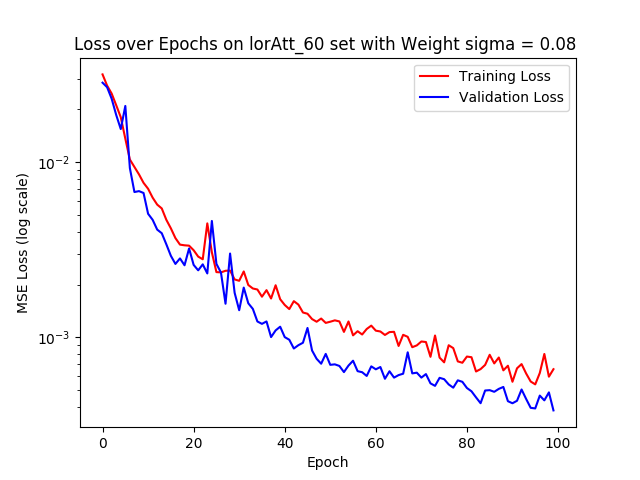 Loss over Epochs on lorAtt_60 set with Weight sigma = 0.08
Training Loss
Validation Loss
MSE Loss (log scale)
10⁻²
10⁻³
0 20 40 60 80 100
Epoch